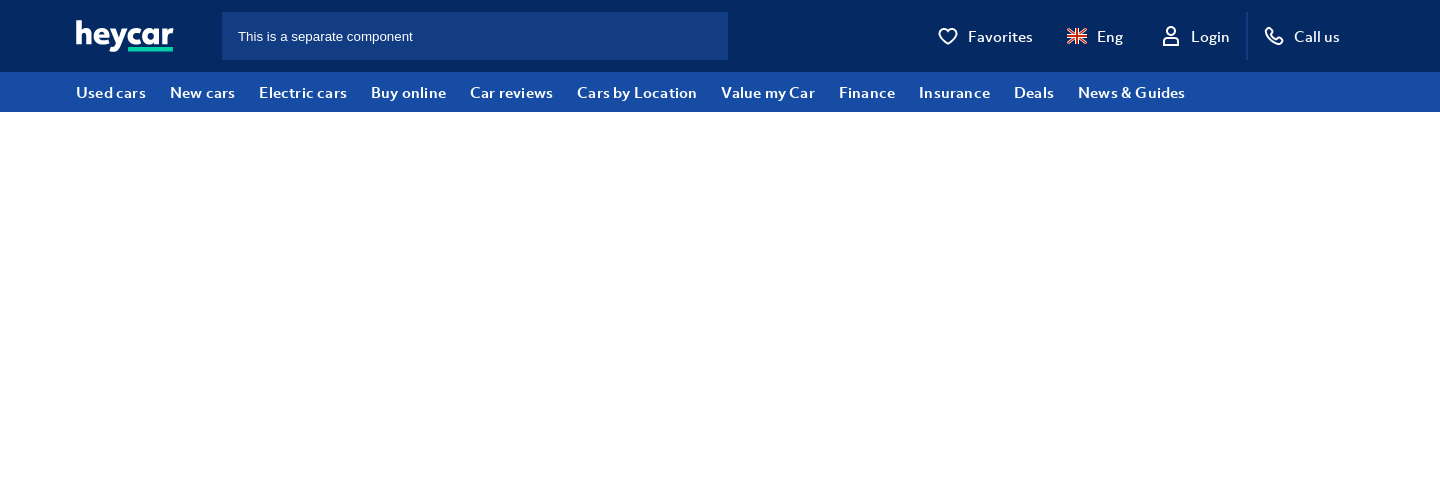 heycar This is a separate component Favorites Eng Login Call us
Used cars New cars Electric cars Buy online Car reviews Cars by Location Value my Car Finance Insurance Deals News & Guides